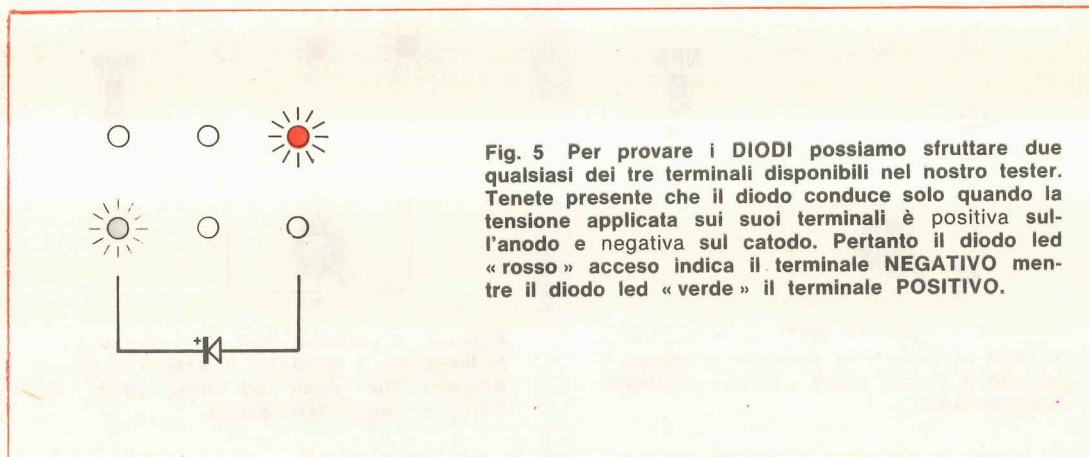 Fig. 5 Per provare i DIODI possiamo sfruttare due
qualsiasi dei tre terminali disponibili nel nostro tester.
Tenete presente che il diodo conduce solo quando la
tensione applicata sui suoi terminali è positiva sul-
l'anodo e negativa sul catodo. Pertanto il diodo led
« rosso » acceso indica il terminale NEGATIVO men-
tre il diodo led « verde » il terminale POSITIVO.
+